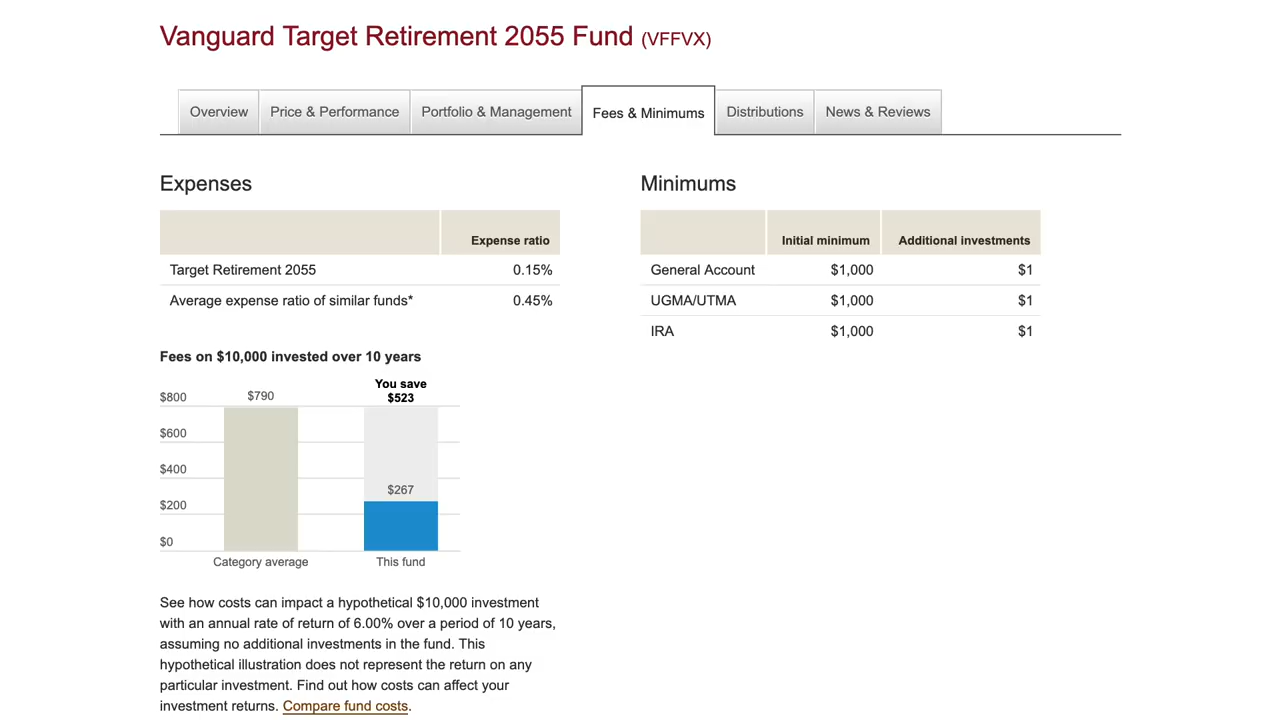 Vanguard Target Retirement 2055 Fund (VFFVX)
Overview
Price & Performance
Portfolio & Management
Fees & Minimums
Distributions
News & Reviews
Expenses
Expense ratio
Target Retirement 2055 0.15%
Average expense ratio of similar funds* 0.45%
Fees on $10,000 invested over 10 years
You save
$523
$800
$790
$600
$400
$267
$200
$0
Category average
This fund
See how costs can impact a hypothetical $10,000 investment
with an annual rate of return of 6.00% over a period of 10 years,
assuming no additional investments in the fund. This
hypothetical illustration does not represent the return on any
particular investment. Find out how costs can affect your
investment returns. Compare fund costs.
Minimums
Initial minimum Additional investments
General Account $1,000 $1
UGMA/UTMA $1,000 $1
IRA $1,000 $1